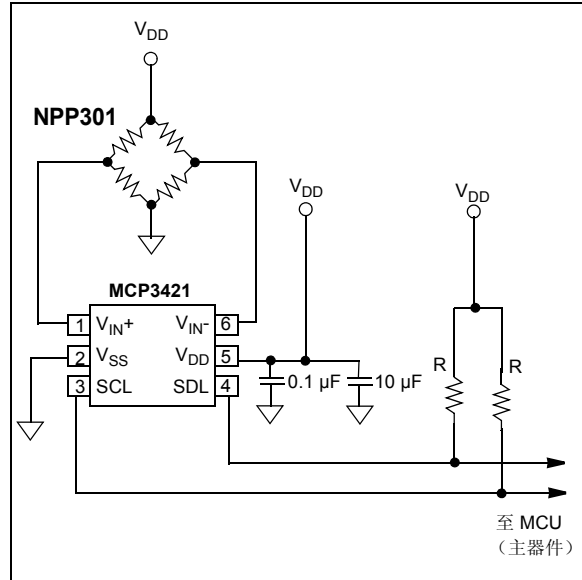 VDD
NPP301
VDD
VDD
MCP3421
1 VIN+ VIN- 6
2 VSS VDD 5
3 SCL SDL 4
0.1 µF 10 µF
R R
至 MCU
（主器件）